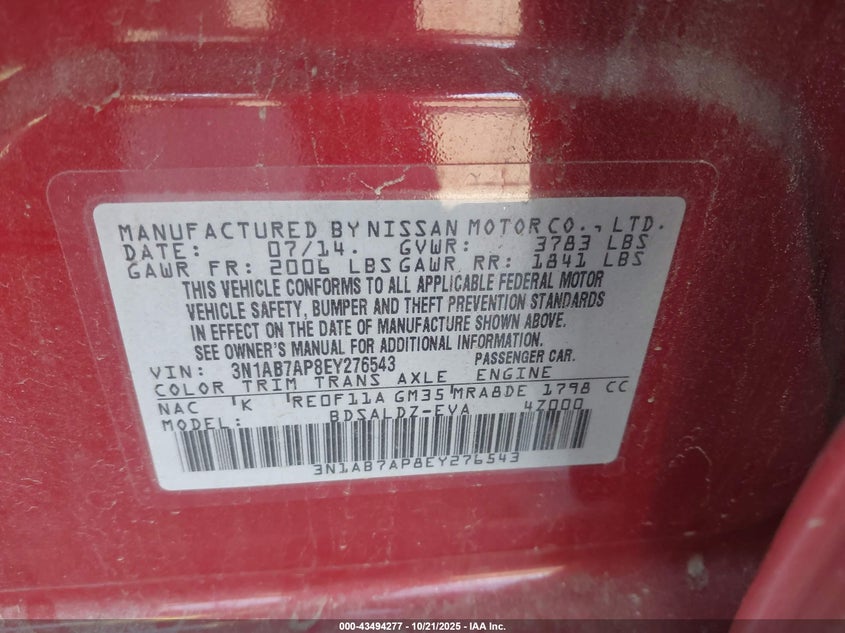 MANUFACTURED BY NISSAN MOTOR CO., LTD.
DATE: 07/14. GVWR: 3783 LBS
GAWR FR: 2006 LBS GAWR RR: 1841 LBS
THIS VEHICLE CONFORMS TO ALL APPLICABLE FEDERAL MOTOR
VEHICLE SAFETY, BUMPER AND THEFT PREVENTION STANDARDS
IN EFFECT ON THE DATE OF MANUFACTURE SHOWN ABOVE.
SEE OWNER'S MANUAL FOR ADDITIONAL INFORMATION.
VIN: 3N1AB7AP8EY276543 PASSENGER CAR.
COLOR TRIM TRANS AXLE ENGINE
NAC K RE0F11A GM35 MRA8DE 1798 CC
MODEL: BDSALDZ-EVA 47000
3N1AB7AP8EY276543
000-43494277 - 10/21/2025 - IAA Inc.